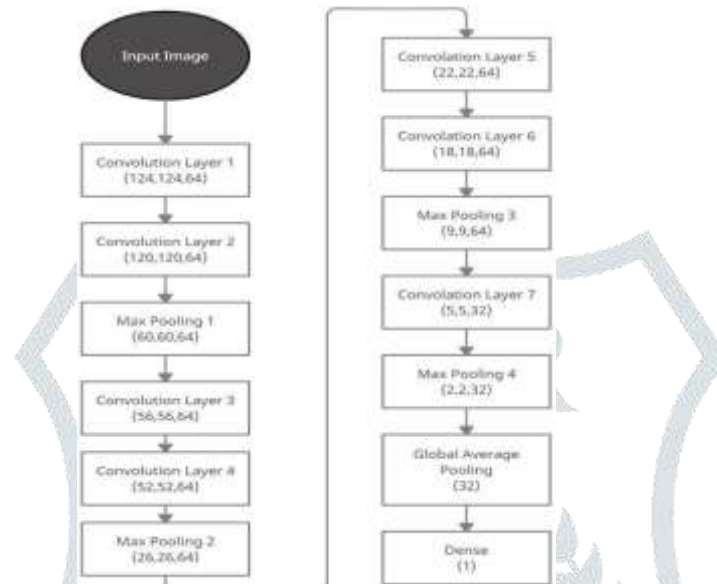 Input Image
Convolution Layer 1
(124,124,64)
Convolution Layer 2
(120,120,64)
Max Pooling 1
(60,60,64)
Convolution Layer 3
(56,56,64)
Convolution Layer 4
(52,52,64)
Max Pooling 2
(26,26,64)
Convolation Layer 5
(22,22,64)
Convolation Layer 6
(18,18,64)
Max Pooling 3
(9,9,64)
Convolation Layer 7
(5,5,32)
Max Pooling 4
(2,2,32)
Global Average
Pooling
(32)
Dense
(1)